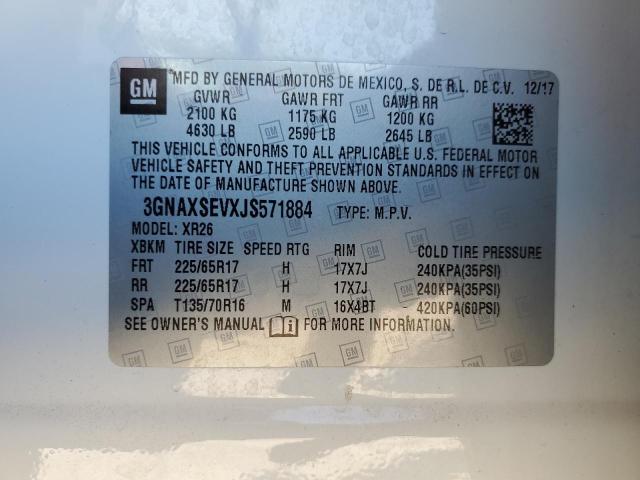 GM *MFD BY GENERAL MOTORS DE MEXICO, S. DE R.L. DE C.V. 12/17
GVWR GAWR FRT GAWR RR
2100 KG 1175 KG 1200 KG
4630 LB 2590 LB 2645 LB
THIS VEHICLE CONFORMS TO ALL APPLICABLE U.S. FEDERAL MOTOR
VEHICLE SAFETY AND THEFT PREVENTION STANDARDS IN EFFECT ON
THE DATE OF MANUFACTURE SHOWN ABOVE.
3GNAXSEVXJS571884 TYPE: M.P.V.
MODEL: XR26
XBKM TIRE SIZE SPEED RTG RIM COLD TIRE PRESSURE
FRT 225/65R17 H 17X7J 240KPA(35PSI)
RR 225/65R17 H 17X7J 240KPA(35PSI)
SPA T135/70R16 M 16X4BT 420KPA(60PSI)
SEE OWNER'S MANUAL FOR MORE INFORMATION.